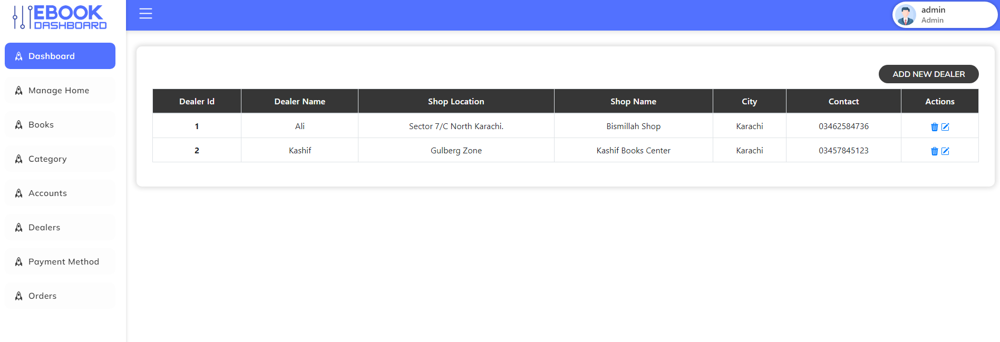 EBOOK
DASHBOARD
admin
Admin
Dashboard
Manage Home
Books
Category
Accounts
Dealers
Payment Method
Orders
ADD NEW DEALER
Dealer Id Dealer Name Shop Location Shop Name City Contact Actions
1 Ali Sector 7/C North Karachi. Bismillah Shop Karachi 03462584736
2 Kashif Gulberg Zone Kashif Books Center Karachi 03457845123